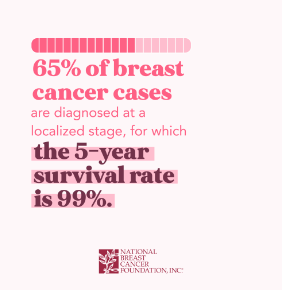 65% of breast
cancer cases
are diagnosed at a
localized stage, for which
the 5-year
survival rate
is 99%.
NATIONAL
BREAST
CANCER
FOUNDATION, INC.